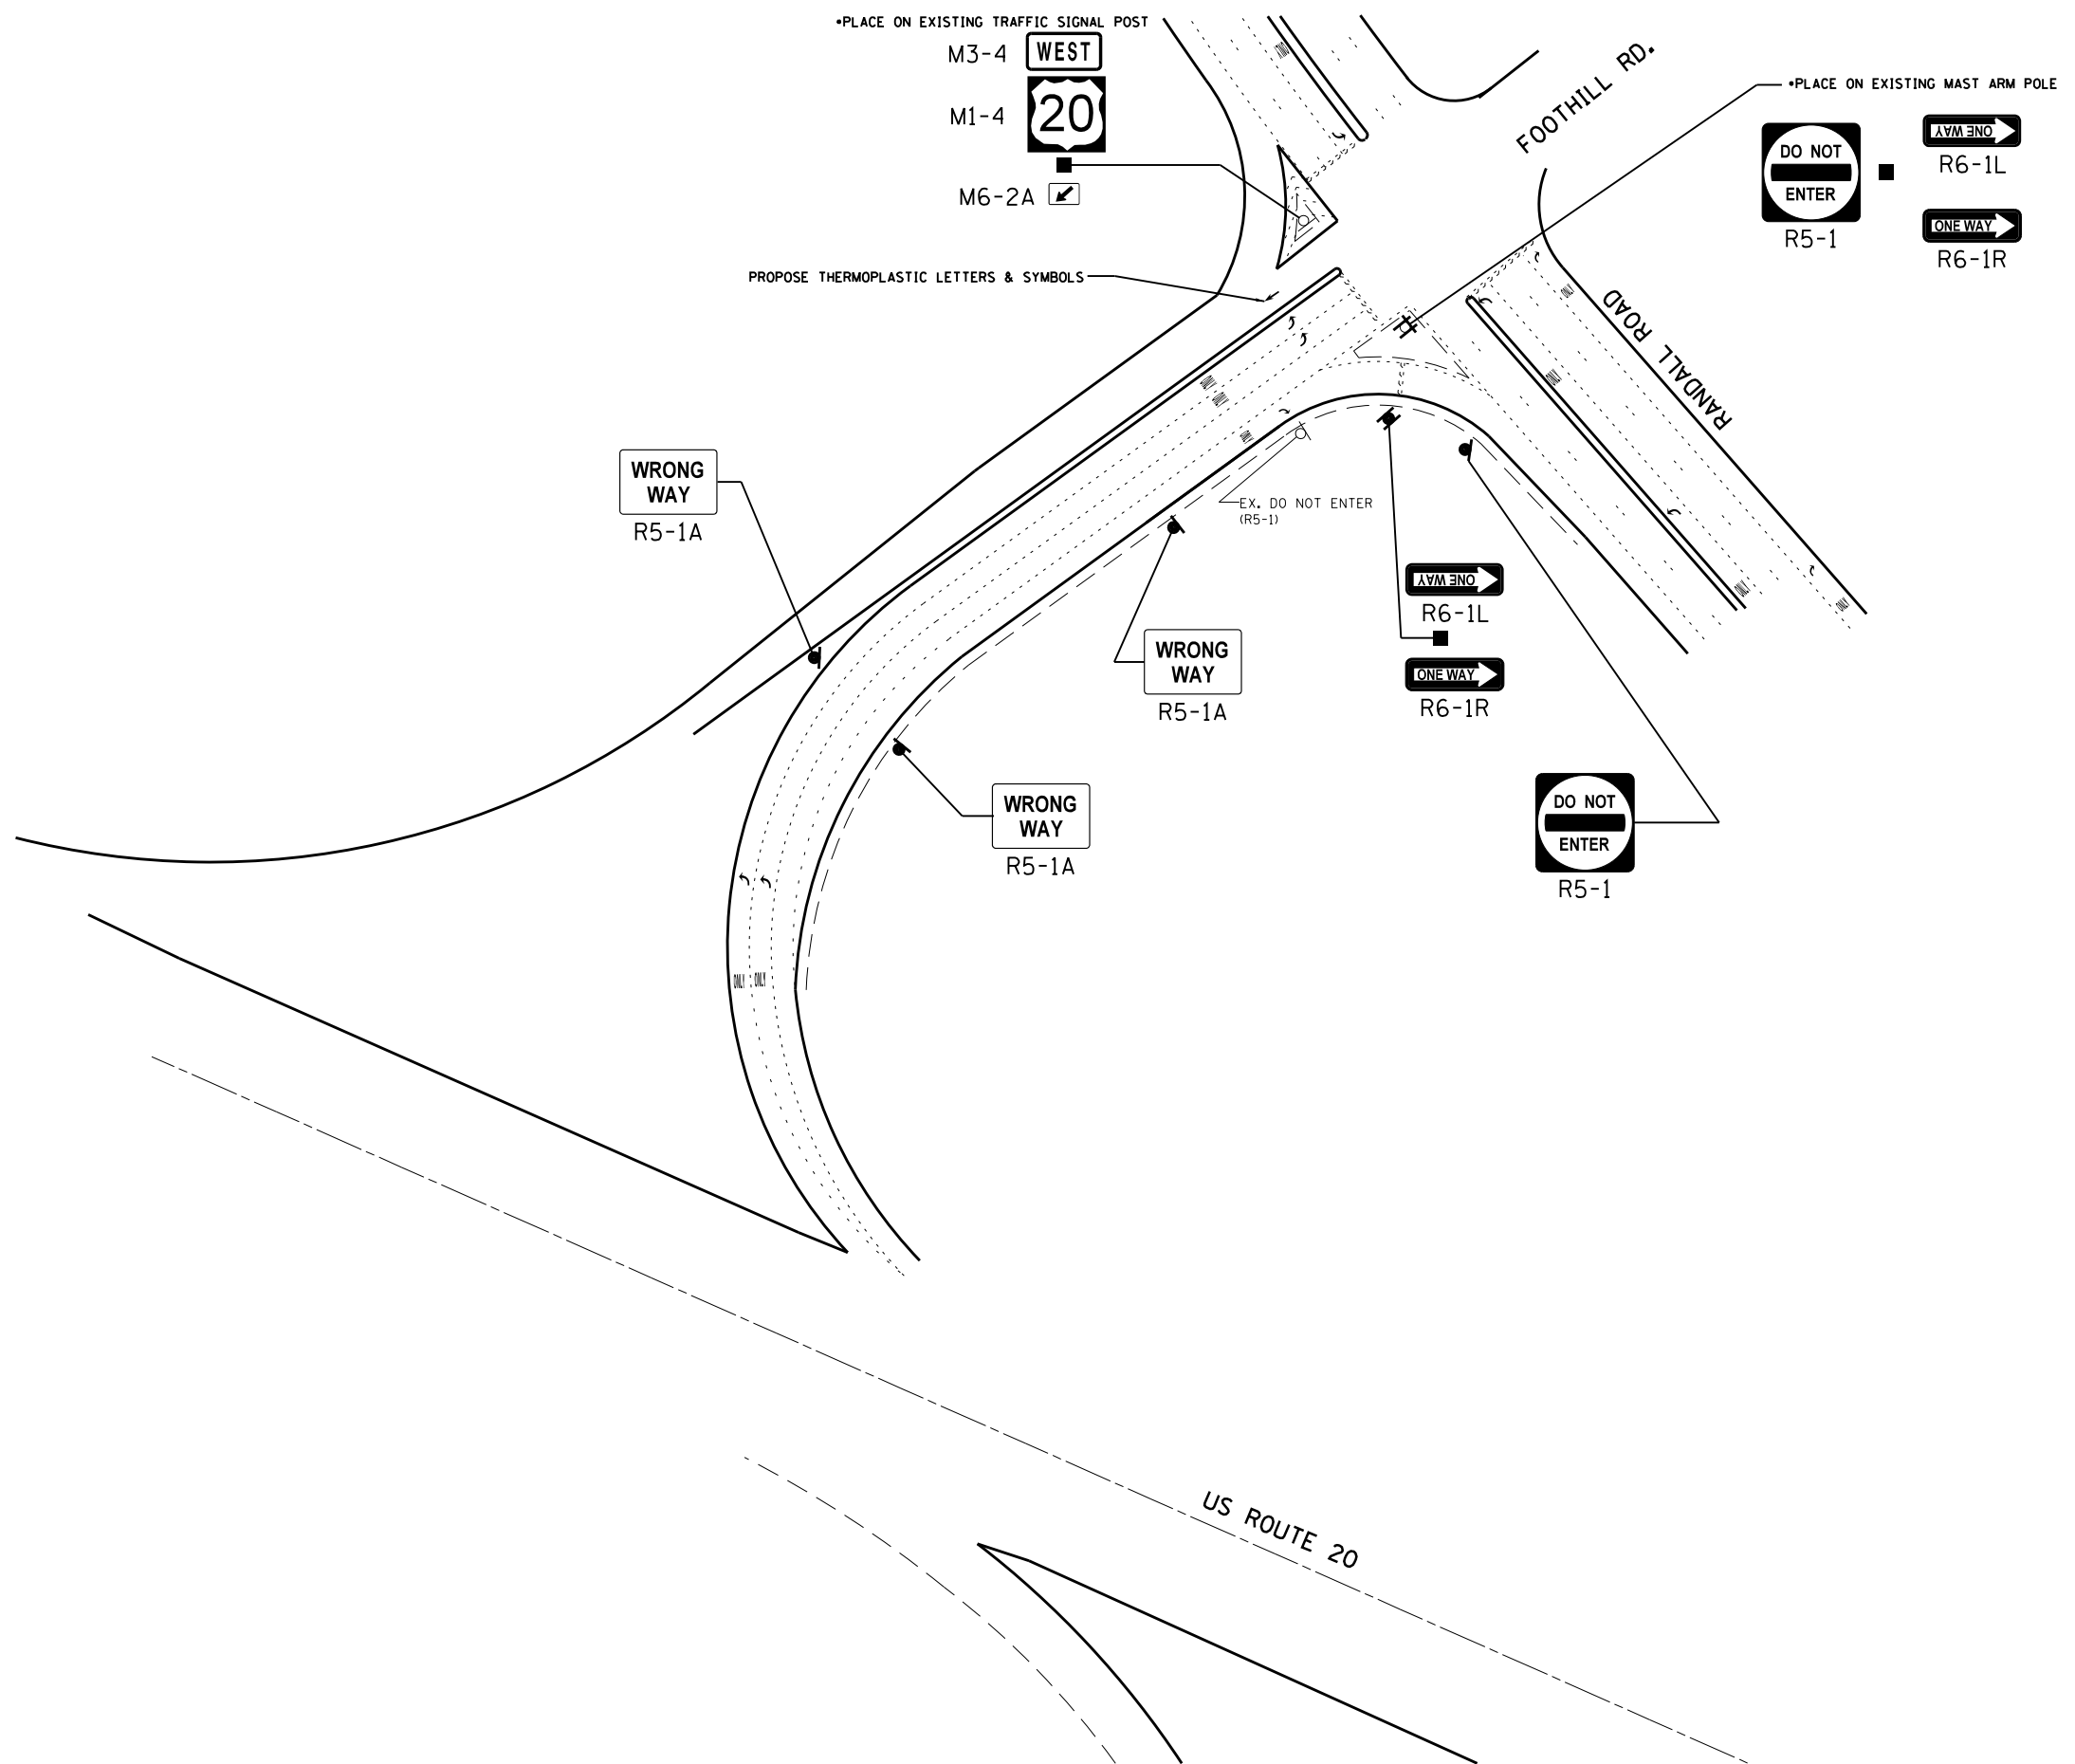 •PLACE ON EXISTING TRAFFIC SIGNAL POST
M3-4
WEST
M1-4
20
M6-2A
FOOTHILL RD.
•PLACE ON EXISTING MAST ARM POLE
DO NOT
ENTER
R5-1
ONE WAY
R6-1L
ONE WAY
R6-1R
PROPOSE THERMOPLASTIC LETTERS & SYMBOLS
RANDALL ROAD
WRONG
WAY
R5-1A
EX. DO NOT ENTER
(R5-1)
WRONG
WAY
R5-1A
ONE WAY
R6-1L
ONE WAY
R6-1R
WRONG
WAY
R5-1A
DO NOT
ENTER
R5-1
ONLY
ONLY
US ROUTE 20